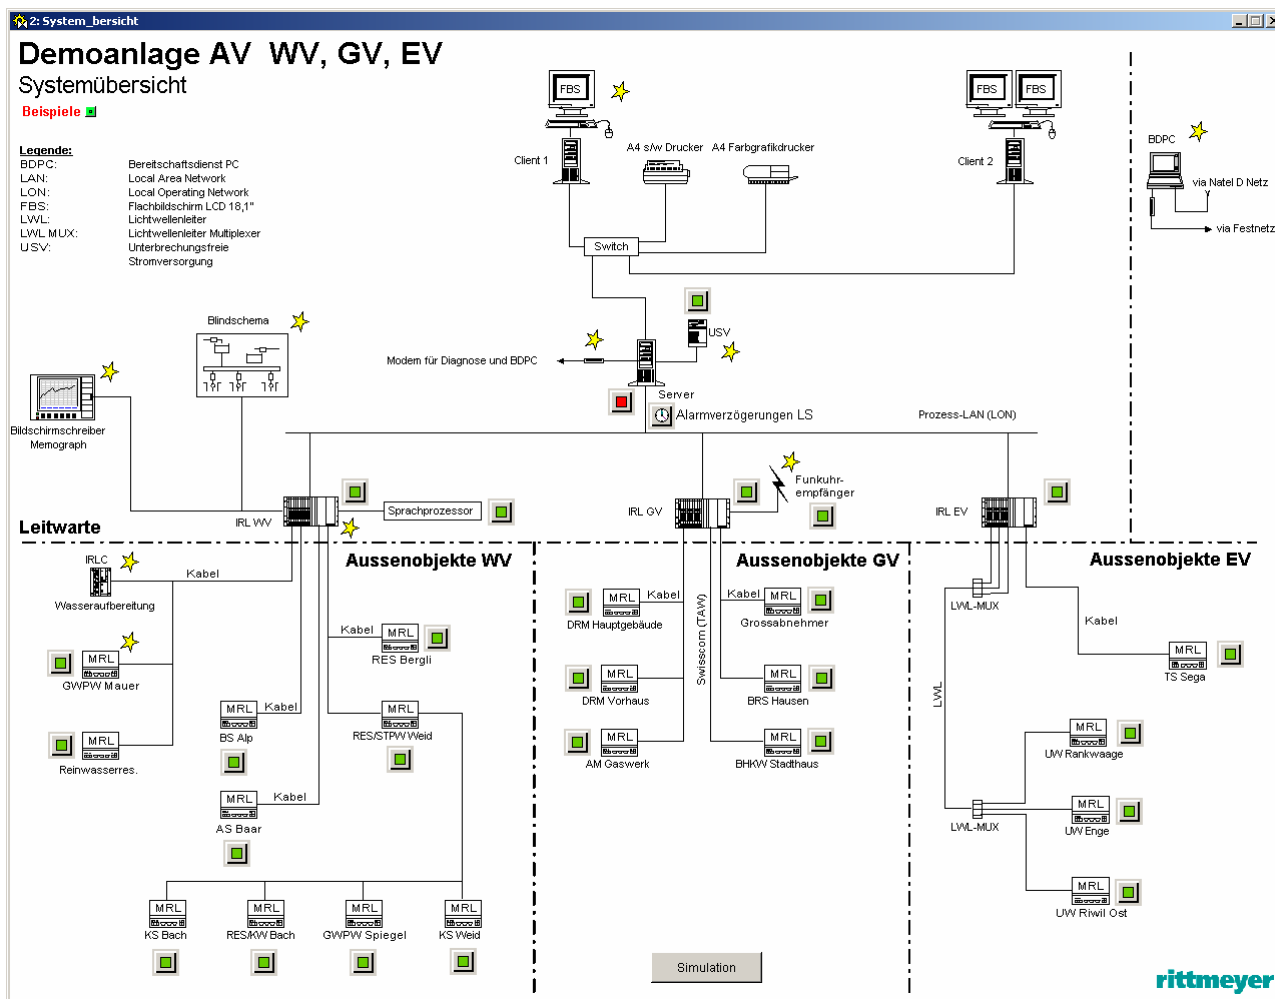 2: System_bersicht
Demoanlage AV WV, GV, EV
Systemübersicht
Beispiele
Legende:
BDPC: Bereitschaftsdienst PC
LAN: Local Area Network
LON: Local Operating Network
FBS: Flachbildschirm LCD 18,1"
LWL: Lichtwellenleiter
LWL MUX: Lichtwellenleiter Multiplexer
USV: Unterbrechungsfreie
Stromversorgung
FBS
FBS
FBS
Client 1
A4 s/w Drucker
A4 Farbgrafikdrucker
Client 2
BDPC
via Natel D Netz
via Festnetz
Switch
Blindschema
USV
Modem für Diagnose und BDPC
Server
Alarmverzögerungen LS
Prozess-LAN (LON)
Bildschirmschreiber
Memograph
IRL WV
Sprachprozessor
IRL GV
Funkuhr-
empfänger
IRL EV
Leitwarte
Aussenobjekte WV
Aussenobjekte GV
Aussenobjekte EV
IRLC
Kabel
Wasseraufbereitung
MRL
GWPW Mauer
MRL
Reinwasserres.
Kabel
MRL
RES Bergli
MRL
Kabel
BS Alp
MRL
RES/STPW Weid
MRL
Kabel
AS Baar
MRL
KS Bach
MRL
RES/KW Bach
MRL
GWPW Spiegel
MRL
KS Weid
MRL
Kabel
DRM Hauptgebäude
MRL
DRM Vorhaus
MRL
AM Gaswerk
Swisscom (TAW)
Kabel
MRL
Grossabnehmer
MRL
BRS Hausen
MRL
BHKW Stadthaus
LWL-MUX
Kabel
MRL
TS Sega
LWL
MRL
UW Rankwaage
LWL-MUX
MRL
UW Enge
MRL
UW Riwil Ost
Simulation
rittmeyer